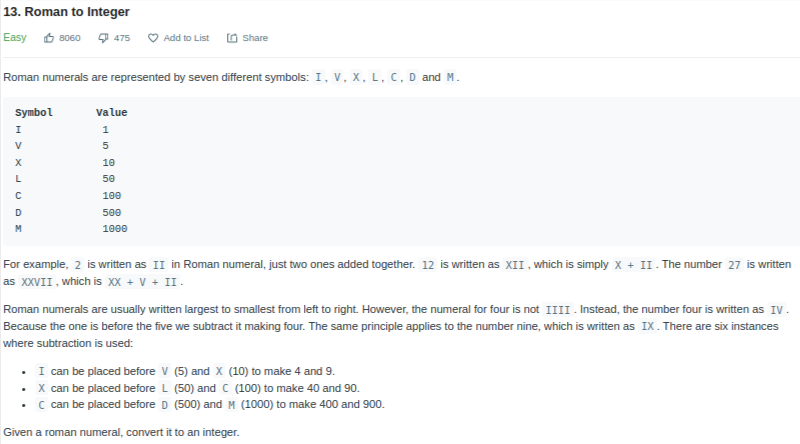 13. Roman to Integer
Easy 8060 475 Add to List Share
Roman numerals are represented by seven different symbols: I, V, X, L, C, D and M.
Symbol Value
I 1
V 5
X 10
L 50
C 100
D 500
M 1000
For example, 2 is written as II in Roman numeral, just two ones added together. 12 is written as XII, which is simply X + II. The number 27 is written
as XXVII, which is XX + V + II.
Roman numerals are usually written largest to smallest from left to right. However, the numeral for four is not IIII. Instead, the number four is written as IV.
Because the one is before the five we subtract it making four. The same principle applies to the number nine, which is written as IX. There are six instances
where subtraction is used:
• I can be placed before V (5) and X (10) to make 4 and 9.
• X can be placed before L (50) and C (100) to make 40 and 90.
• C can be placed before D (500) and M (1000) to make 400 and 900.
Given a roman numeral, convert it to an integer.